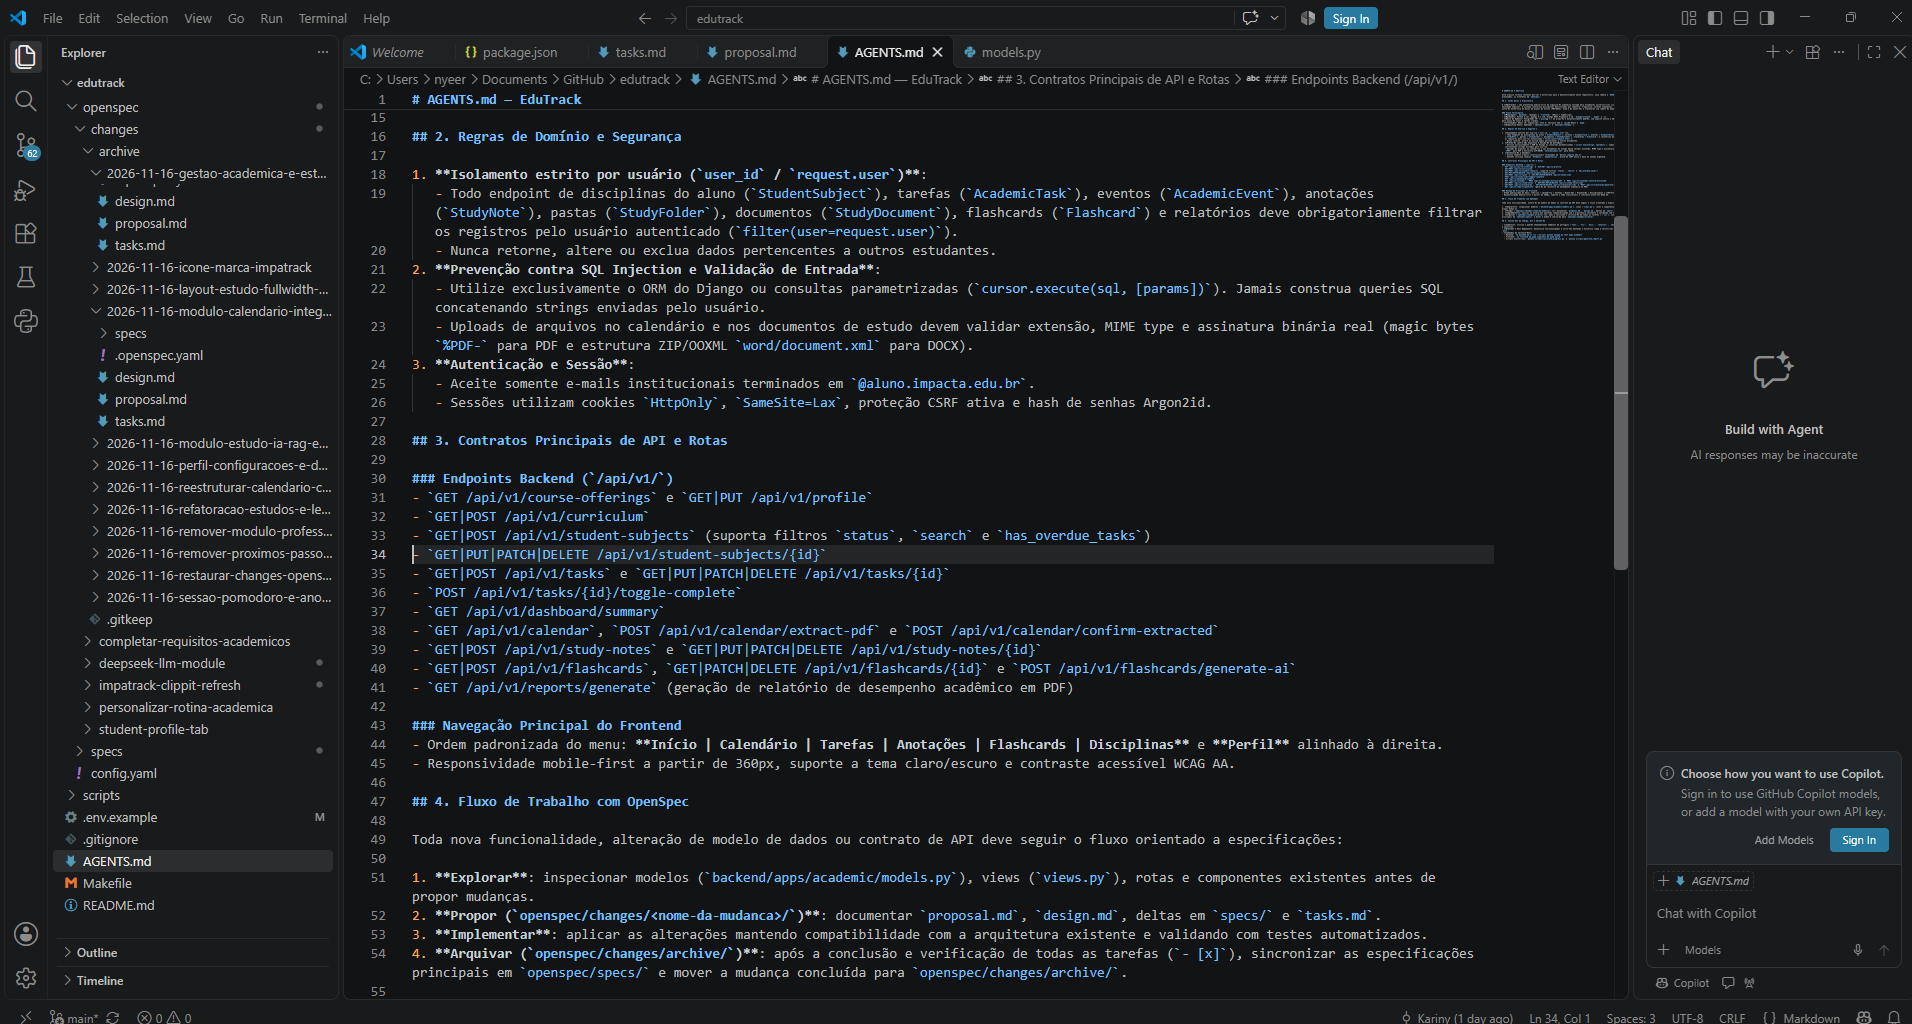 File Edit Selection View Go Run Terminal Help
edutrack
Sign In
Explorer
edutrack
openspec
changes
archive
2026-11-16-gestao-academica-e-est...
design.md
proposal.md
tasks.md
2026-11-16-icone-marca-impatrack
2026-11-16-layout-estudo-fullwidth-...
2026-11-16-modulo-calendario-integ...
specs
.openspec.yaml
design.md
proposal.md
tasks.md
2026-11-16-modulo-estudo-ia-rag-e...
2026-11-16-perfil-configuracoes-e-d...
2026-11-16-reestruturar-calendario-c...
2026-11-16-refatoracao-estudos-e-le...
2026-11-16-remover-modulo-profess...
2026-11-16-remover-proximos-passo...
2026-11-16-restaurar-changes-opens...
2026-11-16-sessao-pomodoro-e-ano...
.gitkeep
completar-requisitos-academicos
deepseek-llm-module
impatrack-clippit-refresh
personalizar-rotina-academica
student-profile-tab
specs
config.yaml
scripts
.env.example M
.gitignore
AGENTS.md
Makefile
README.md
Outline
Timeline
62
Welcome package.json tasks.md proposal.md AGENTS.md models.py
C: > Users > nyeer > Documents > GitHub > edutrack > AGENTS.md > abc # AGENTS.md — EduTrack > abc ## 3. Contratos Principais de API e Rotas > abc ### Endpoints Backend (/api/v1/)
Text Editor
1 # AGENTS.md — EduTrack
15
16 ## 2. Regras de Domínio e Segurança
17
18 1. **Isolamento estrito por usuário (`user_id` / `request.user`)**:
19 - Todo endpoint de disciplinas do aluno (`StudentSubject`), tarefas (`AcademicTask`), eventos (`AcademicEvent`), anotações
(`StudyNote`), pastas (`StudyFolder`), documentos (`StudyDocument`), flashcards (`Flashcard`) e relatórios deve obrigatoriamente filtrar
os registros pelo usuário autenticado (`filter(user=request.user)`).
20 - Nunca retorne, altere ou exclua dados pertencentes a outros estudantes.
21 2. **Prevenção contra SQL Injection e Validação de Entrada**:
22 - Utilize exclusivamente o ORM do Django ou consultas parametrizadas (`cursor.execute(sql, [params])`). Jamais construa queries SQL
concatenando strings enviadas pelo usuário.
23 - Uploads de arquivos no calendário e nos documentos de estudo devem validar extensão, MIME type e assinatura binária real (magic bytes
`%PDF-` para PDF e estrutura ZIP/OOXML `word/document.xml` para DOCX).
24 3. **Autenticação e Sessão**:
25 - Aceite somente e-mails institucionais terminados em `@aluno.impacta.edu.br`.
26 - Sessões utilizam cookies `HttpOnly`, `SameSite=Lax`, proteção CSRF ativa e hash de senhas Argon2id.
27
28 ## 3. Contratos Principais de API e Rotas
29
30 ### Endpoints Backend (`/api/v1/`)
31 - `GET /api/v1/course-offerings` e `GET|PUT /api/v1/profile`
32 - `GET|POST /api/v1/curriculum`
33 - `GET|POST /api/v1/student-subjects` (suporta filtros `status`, `search` e `has_overdue_tasks`)
34 - `GET|PUT|PATCH|DELETE /api/v1/student-subjects/{id}`
35 - `GET|POST /api/v1/tasks` e `GET|PUT|PATCH|DELETE /api/v1/tasks/{id}`
36 - `POST /api/v1/tasks/{id}/toggle-complete`
37 - `GET /api/v1/dashboard/summary`
38 - `GET /api/v1/calendar`, `POST /api/v1/calendar/extract-pdf` e `POST /api/v1/calendar/confirm-extracted`
39 - `GET|POST /api/v1/study-notes` e `GET|PUT|PATCH|DELETE /api/v1/study-notes/{id}`
40 - `GET|POST /api/v1/flashcards`, `GET|PATCH|DELETE /api/v1/flashcards/{id}` e `POST /api/v1/flashcards/generate-ai`
41 - `GET /api/v1/reports/generate` (geração de relatório de desempenho acadêmico em PDF)
42
43 ### Navegação Principal do Frontend
44 - Ordem padronizada do menu: **Início | Calendário | Tarefas | Anotações | Flashcards | Disciplinas** e **Perfil** alinhado à direita.
45 - Responsividade mobile-first a partir de 360px, suporte a tema claro/escuro e contraste acessível WCAG AA.
46
47 ## 4. Fluxo de Trabalho com OpenSpec
48
49 Toda nova funcionalidade, alteração de modelo de dados ou contrato de API deve seguir o fluxo orientado a especificações:
50
51 1. **Explorar**: inspecionar modelos (`backend/apps/academic/models.py`), views (`views.py`), rotas e componentes existentes antes de
propor mudanças.
52 2. **Propor (`openspec/changes/<nome-da-mudanca>/`)**: documentar `proposal.md`, `design.md`, deltas em `specs/` e `tasks.md`.
53 3. **Implementar**: aplicar as alterações mantendo compatibilidade com a arquitetura existente e validando com testes automatizados.
54 4. **Arquivar (`openspec/changes/archive/`)**: após a conclusão e verificação de todas as tarefas (`- [x]`), sincronizar as especificações
principais em `openspec/specs/` e mover a mudança concluída para `openspec/changes/archive/`.
55
Chat
Build with Agent
AI responses may be inaccurate
Choose how you want to use Copilot.
Sign in to use GitHub Copilot models,
or add a model with your own API key.
Add Models Sign In
AGENTS.md
Chat with Copilot
Models
Copilot
main* 0 0
Kariny (1 day ago) Ln 34, Col 1 Spaces: 3 UTF-8 CRLF {} Markdown